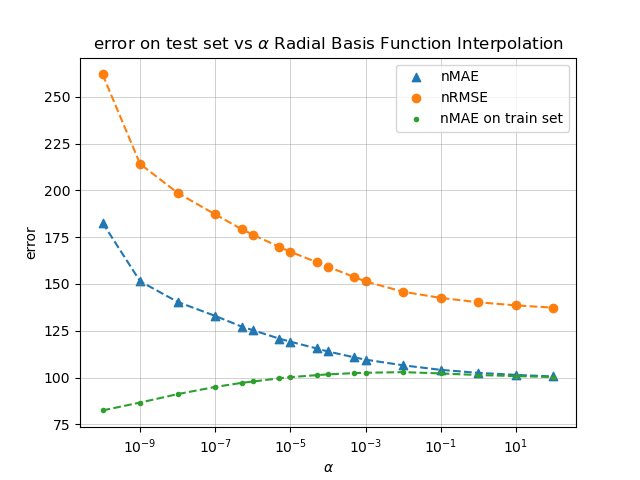 error on test set vs α Radial Basis Function Interpolation
nMAE
nRMSE
nMAE on train set
error
250
225
200
175
150
125
100
75
10⁻⁹
10⁻⁷
10⁻⁵
10⁻³
10⁻¹
10¹
α